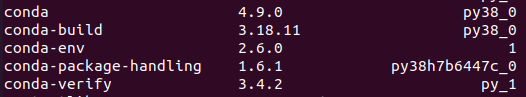 conda 4.9.0 py38_0
conda-build 3.18.11 py38_0
conda-env 2.6.0 1
conda-package-handling 1.6.1 py38h7b6447c_0
conda-verify 3.4.2 py_1